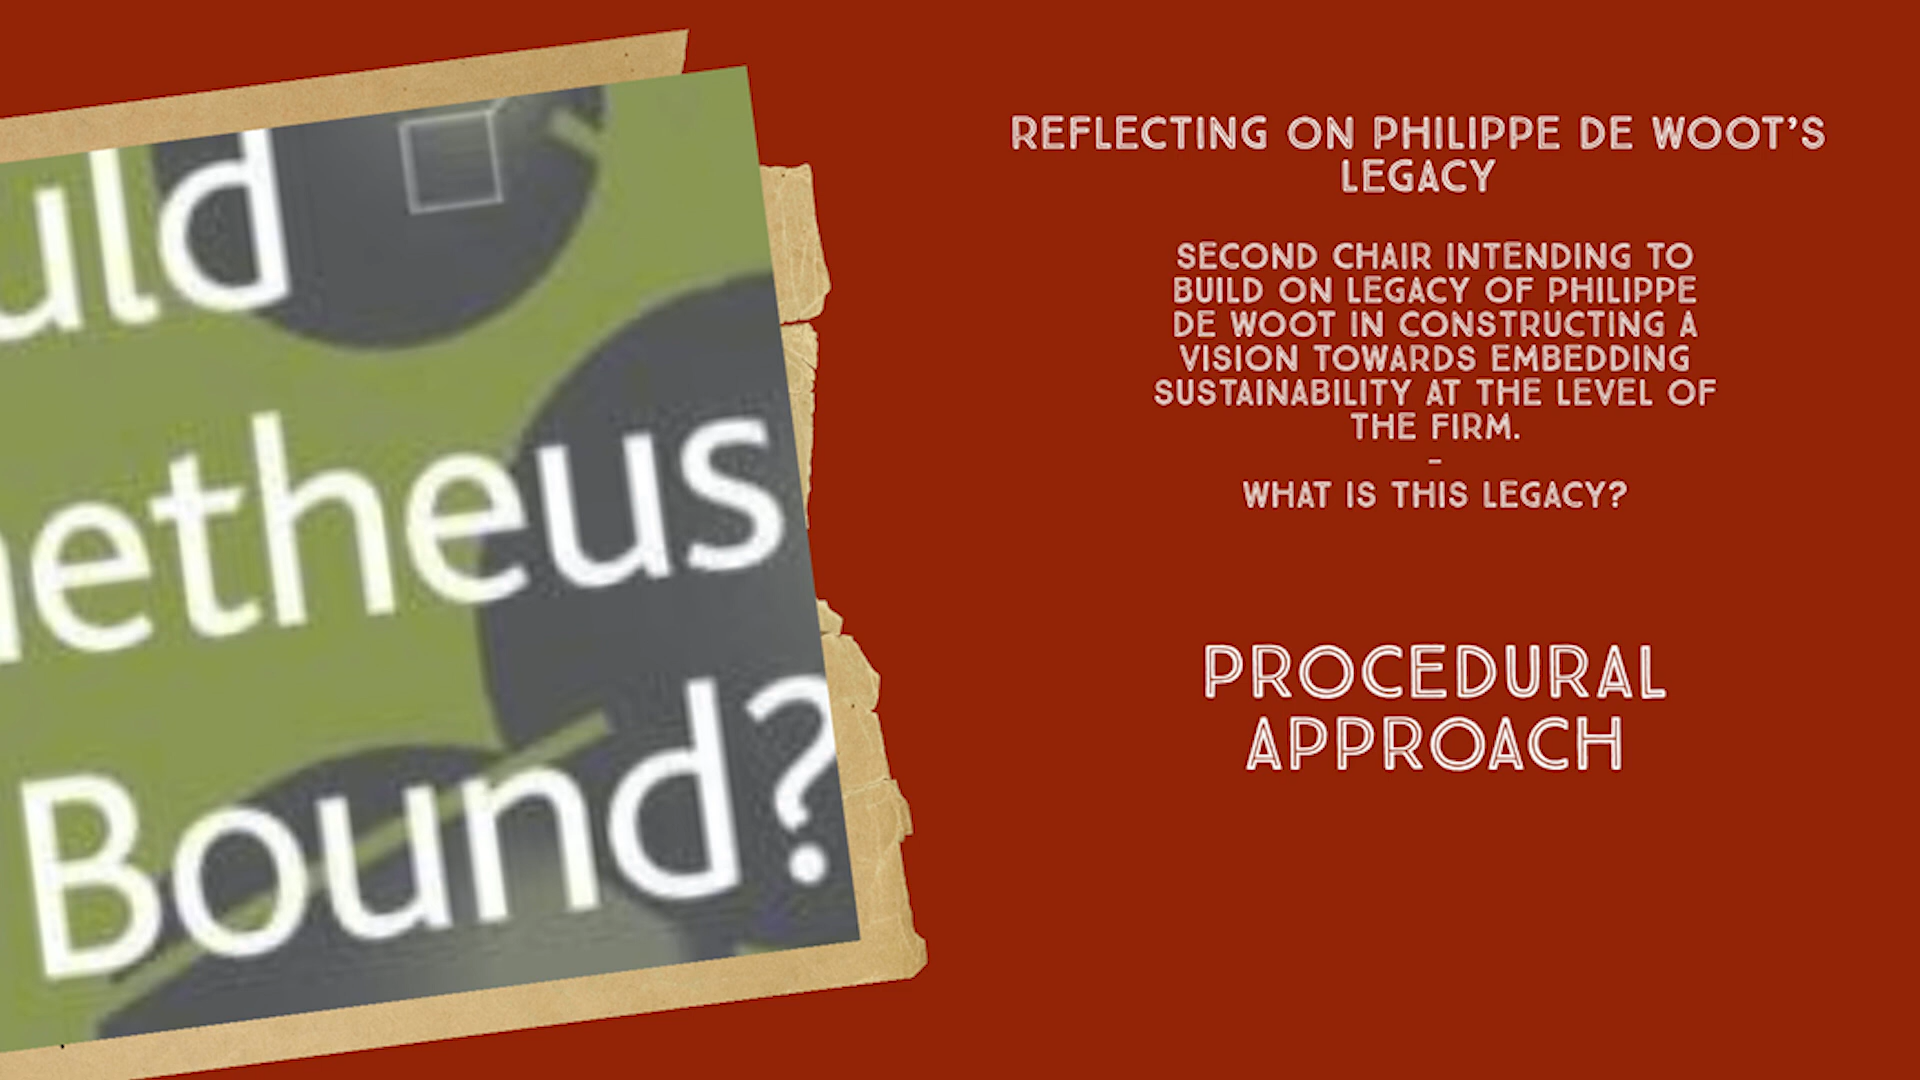 uld
etheus
Bound?
REFLECTING ON PHILIPPE DE WOOT'S
LEGACY
SECOND CHAIR INTENDING TO
BUILD ON LEGACY OF PHILIPPE
DE WOOT IN CONSTRUCTING A
VISION TOWARDS EMBEDDING
SUSTAINABILITY AT THE LEVEL OF
THE FIRM.
-
WHAT IS THIS LEGACY?
PROCEDURAL
APPROACH